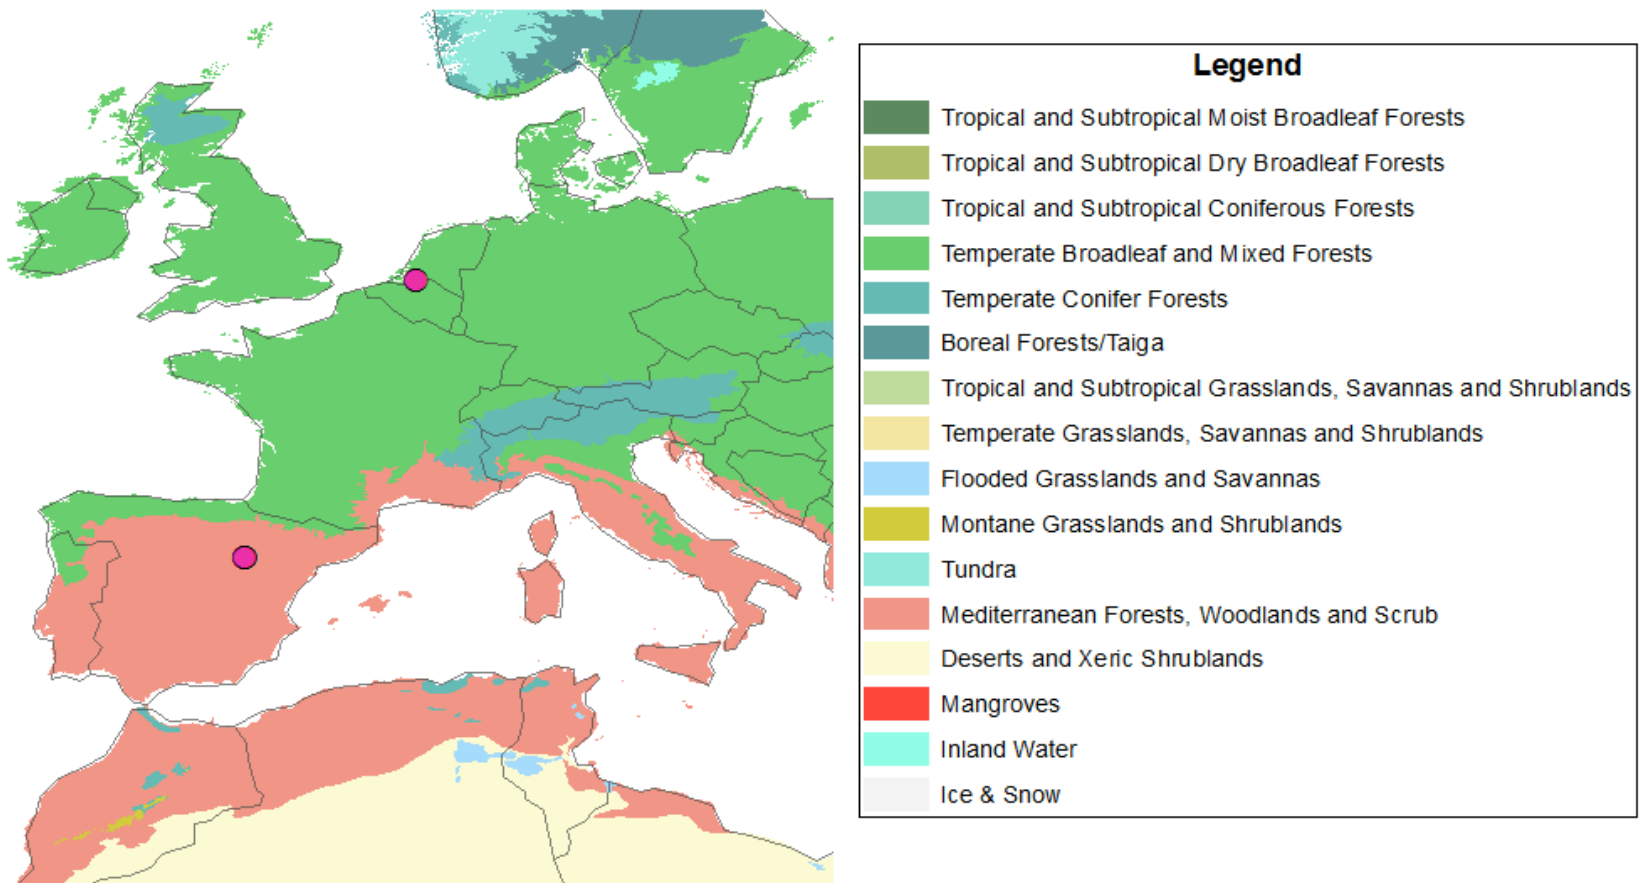 Legend
Tropical and Subtropical Moist Broadleaf Forests
Tropical and Subtropical Dry Broadleaf Forests
Tropical and Subtropical Coniferous Forests
Temperate Broadleaf and Mixed Forests
Temperate Conifer Forests
Boreal Forests/Taiga
Tropical and Subtropical Grasslands, Savannas and Shrublands
Temperate Grasslands, Savannas and Shrublands
Flooded Grasslands and Savannas
Montane Grasslands and Shrublands
Tundra
Mediterranean Forests, Woodlands and Scrub
Deserts and Xeric Shrublands
Mangroves
Inland Water
Ice & Snow